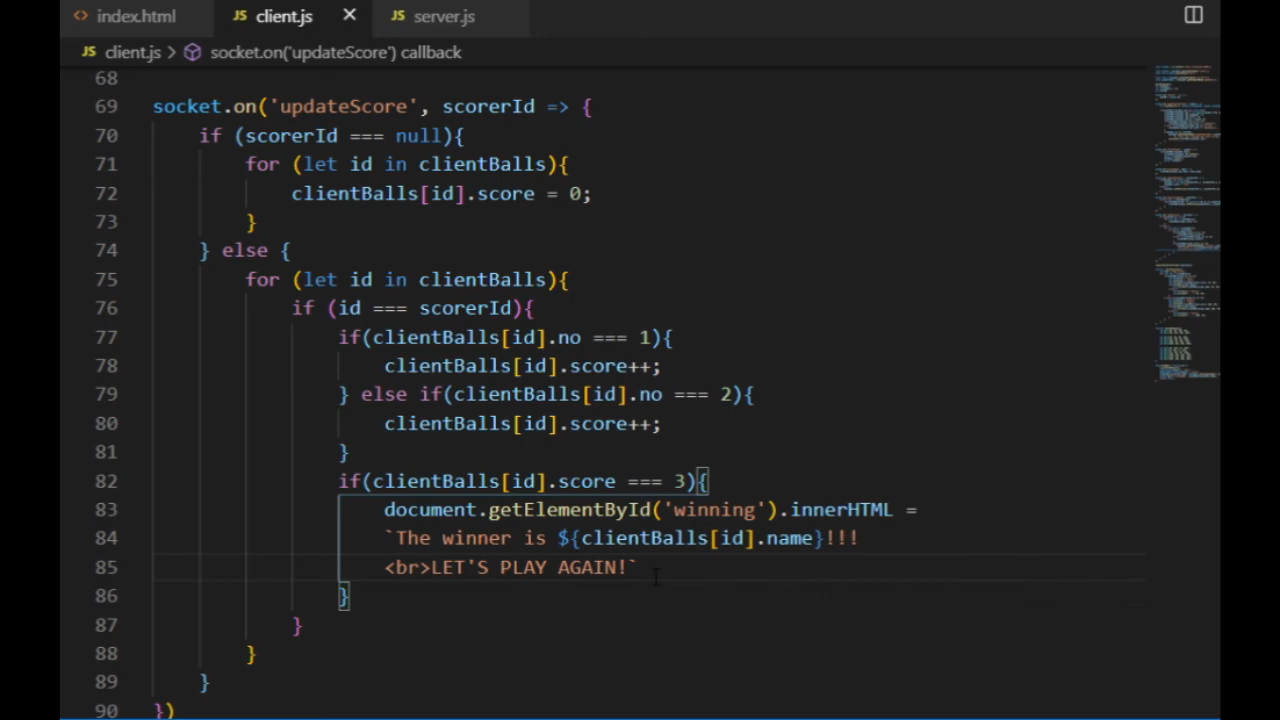 index.html JS client.js JS server.js
JS client.js > socket.on('updateScore') callback
68
69 socket.on('updateScore', scorerId => {
70 if (scorerId === null){
71 for (let id in clientBalls){
72 clientBalls[id].score = 0;
73 }
74 } else {
75 for (let id in clientBalls){
76 if (id === scorerId){
77 if(clientBalls[id].no === 1){
78 clientBalls[id].score++;
79 } else if(clientBalls[id].no === 2){
80 clientBalls[id].score++;
81 }
82 if(clientBalls[id].score === 3){
83 document.getElementById('winning').innerHTML =
84 `The winner is ${clientBalls[id].name}!!!
85 <br>LET'S PLAY AGAIN!`
86 }
87 }
88 }
89 }
90 })